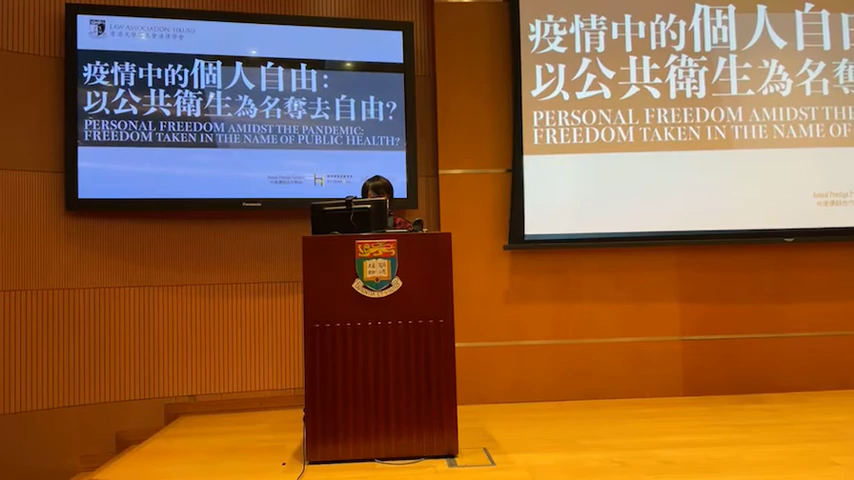 LAW ASSOCIATION, HKUSU
疫情中的個人自由:
以公共衛生為名奪去自由?
PERSONAL FREEDOM AMIDST THE PANDEMIC:
FREEDOM TAKEN IN THE NAME OF PUBLIC HEALTH?
Panasonic
疫情中的個人自由
以公共衛生為名奪
PERSONAL FREEDOM AMIDST THE
FREEDOM TAKEN IN THE NAME OF